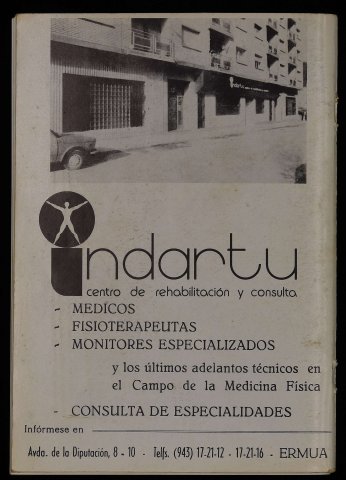 indartu
indartu
centro de rehabilitación y consulta
- MEDICOS
- FISIOTERAPEUTAS
- MONITORES ESPECIALIZADOS
y los últimos adelantos técnicos en
el Campo de la Medicina Física
- CONSULTA DE ESPECIALIDADES
Infórmese en
Avda. de la Diputación, 8 - 10 - Telfs. (943) 17-21-12 - 17-21-16 - ERMUA